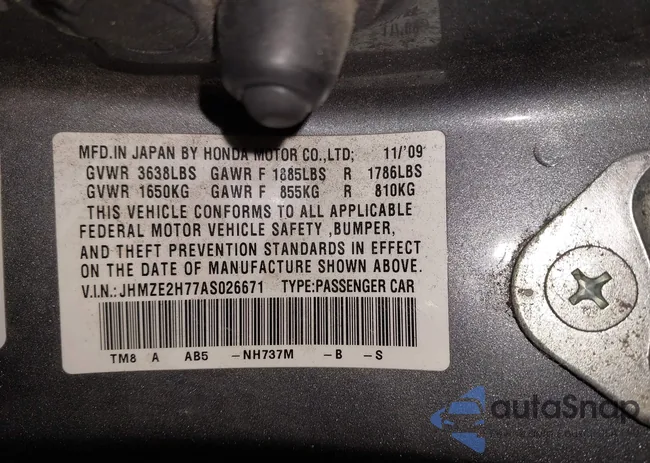 MFD.IN JAPAN BY HONDA MOTOR CO.,LTD; 11/'09
GVWR 3638LBS GAWR F 1885LBS R 1786LBS
GVWR 1650KG GAWR F 855KG R 810KG
THIS VEHICLE CONFORMS TO ALL APPLICABLE
FEDERAL MOTOR VEHICLE SAFETY ,BUMPER,
AND THEFT PREVENTION STANDARDS IN EFFECT
ON THE DATE OF MANUFACTURE SHOWN ABOVE.
V.I.N.:JHMZE2H77AS026671 TYPE:PASSENGER CAR
TM8 A AB5 -NH737M -B -S
autoSnap